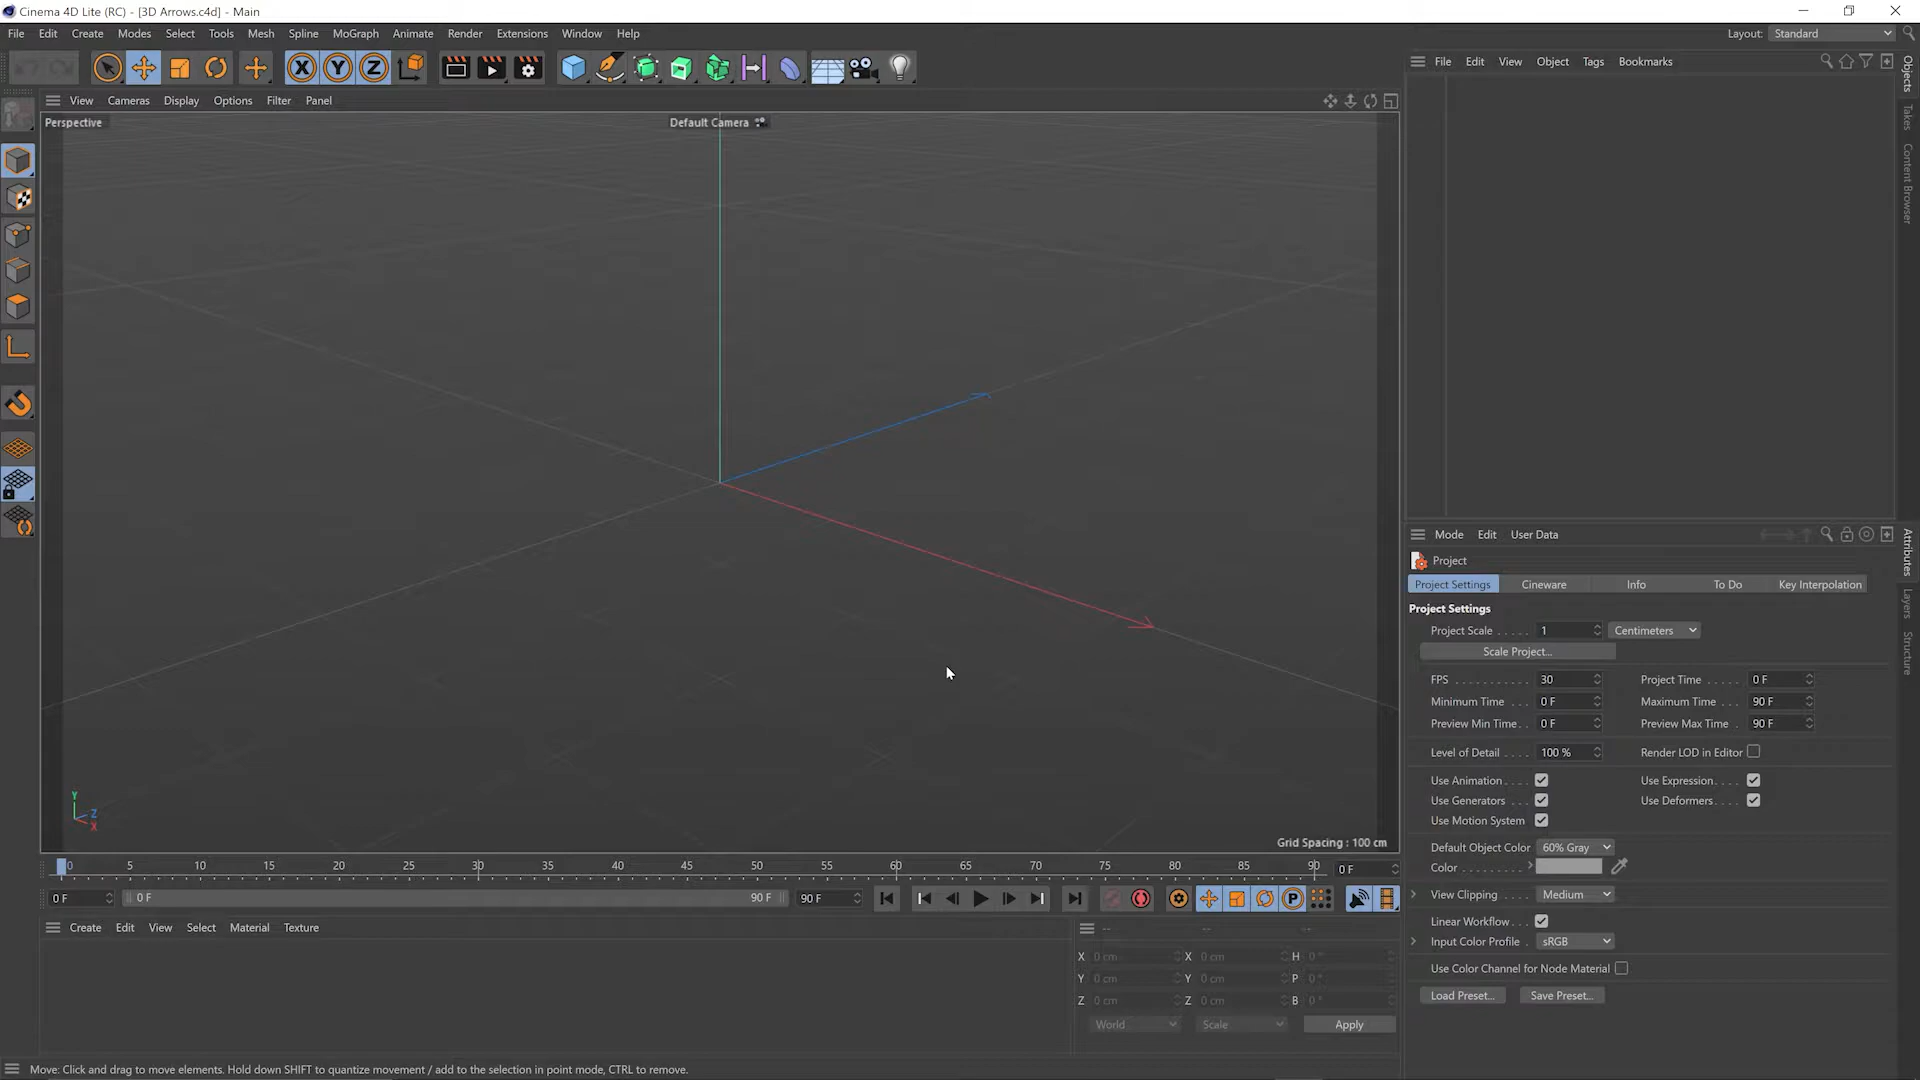 Cinema 4D Lite (RC) - [3D Arrows.c4d] - Main
File Edit Create Modes Select Tools Mesh Spline MoGraph Animate Render Extensions Window Help
Layout: Standard
View Cameras Display Options Filter Panel
Perspective
Default Camera
Y
Z
X
Grid Spacing : 100 cm
0 5 10 15 20 25 30 35 40 45 50 55 60 65 70 75 80 85 90 0 F
0 F 0 F 90 F 90 F
P
Create Edit View Select Material Texture
-- -- --
X 0 cm X 0 cm H 0 °
Y 0 cm Y 0 cm P 0 °
Z 0 cm Z 0 cm B 0 °
World Scale Apply
Move: Click and drag to move elements. Hold down SHIFT to quantize movement / add to the selection in point mode, CTRL to remove.
File Edit View Object Tags Bookmarks
Objects
Takes
Content Browser
Mode Edit User Data
Project
Project Settings Cineware Info To Do Key Interpolation
Project Settings
Project Scale . . . . . 1 Centimeters
Scale Project...
FPS . . . . . . . . . . . 30 Project Time . . . . . 0 F
Minimum Time . . . 0 F Maximum Time . . . 90 F
Preview Min Time. . 0 F Preview Max Time . 90 F
Level of Detail . . . . 100 % Render LOD in Editor
Use Animation. . . . Use Expression. . . .
Use Generators . . . Use Deformers. . . .
Use Motion System
Default Object Color 60% Gray
Color . . . . . . . . . .
View Clipping . . . . Medium
Linear Workflow . .
Input Color Profile . sRGB
Use Color Channel for Node Material
Load Preset... Save Preset...
Attributes
Layers
Structure